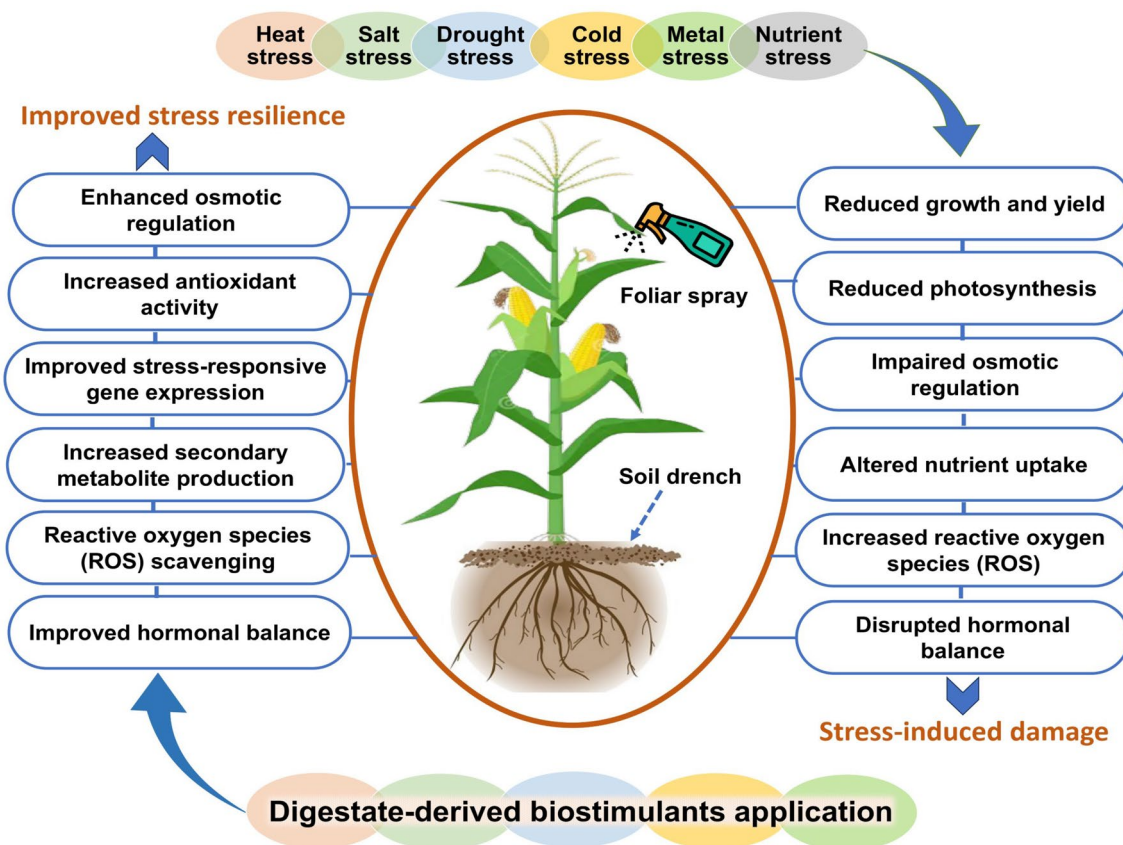 Heat
stress
Salt
stress
Drought
stress
Cold
stress
Metal
stress
Nutrient
stress
Improved stress resilience
Enhanced osmotic
regulation
Increased antioxidant
activity
Improved stress-responsive
gene expression
Increased secondary
metabolite production
Reactive oxygen species
(ROS) scavenging
Improved hormonal balance
Foliar spray
Soil drench
Reduced growth and yield
Reduced photosynthesis
Impaired osmotic
regulation
Altered nutrient uptake
Increased reactive oxygen
species (ROS)
Disrupted hormonal
balance
Stress-induced damage
Digestate-derived biostimulants application